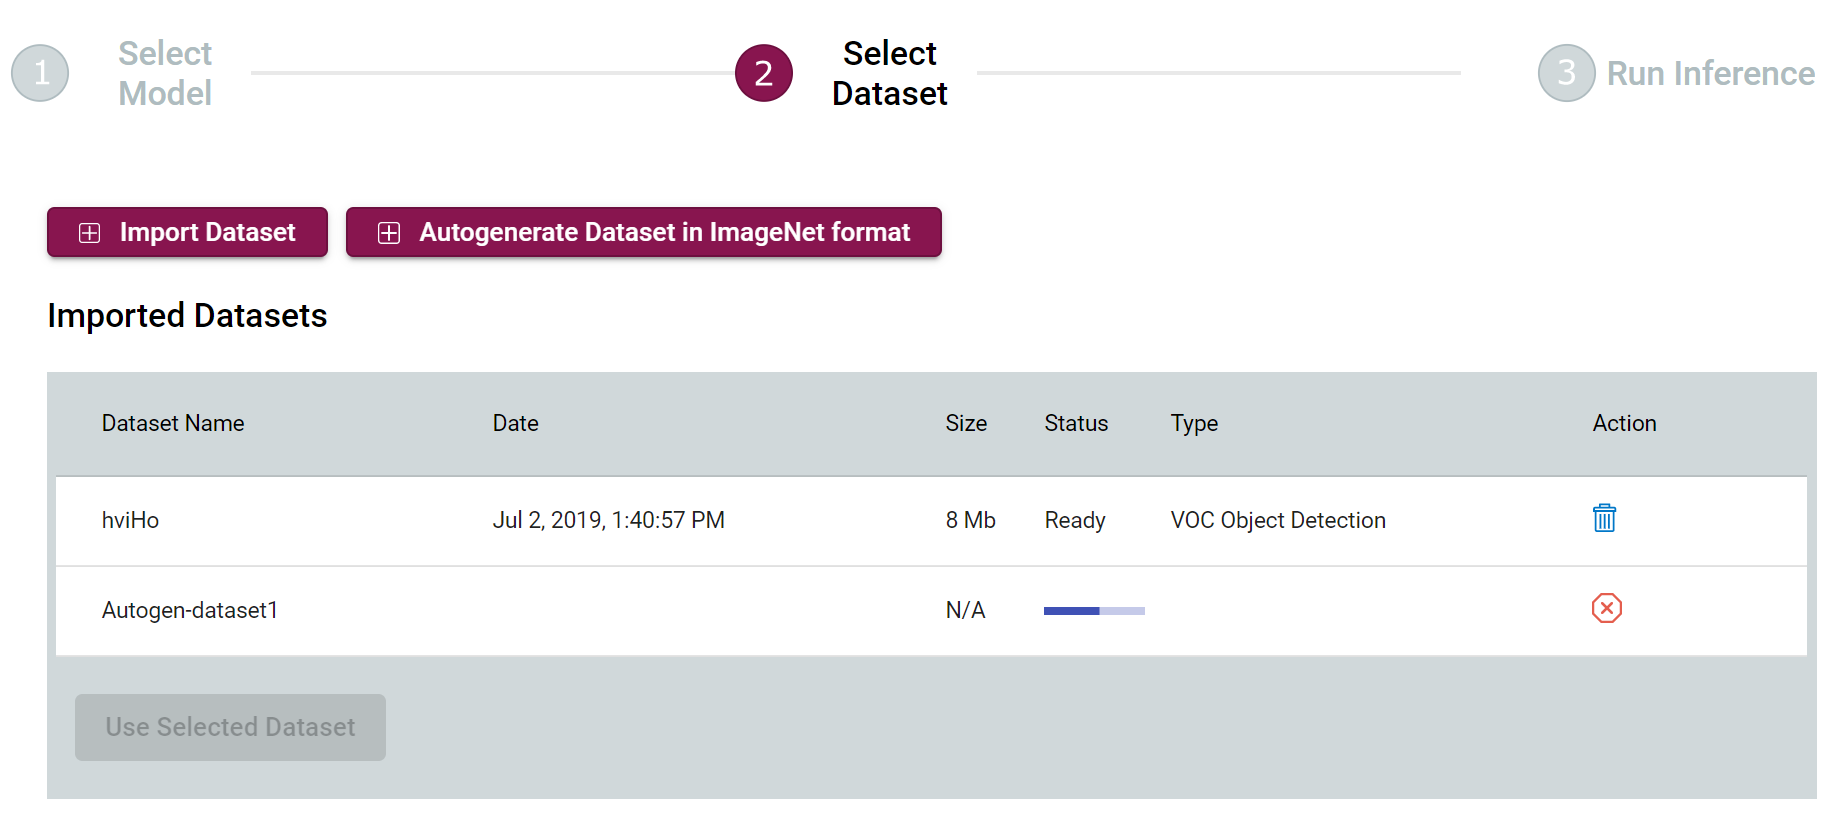 1
Select
Model
2
Select
Dataset
3
Run Inference
Import Dataset
Autogenerate Dataset in ImageNet format
Imported Datasets
Dataset Name Date Size Status Type Action
hviHo Jul 2, 2019, 1:40:57 PM 8 Mb Ready VOC Object Detection
Autogen-dataset1 N/A
Use Selected Dataset